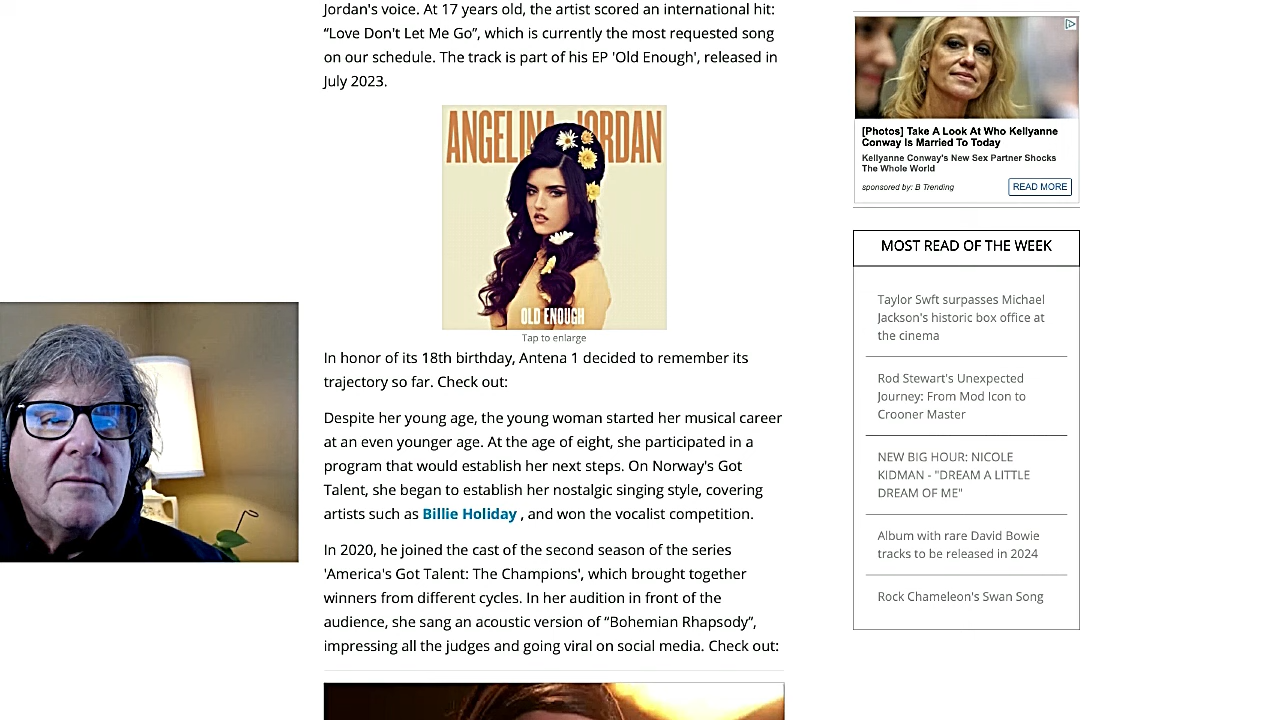 Jordan's voice. At 17 years old, the artist scored an international hit:
“Love Don't Let Me Go”, which is currently the most requested song
on our schedule. The track is part of his EP 'Old Enough', released in
July 2023.
ANGELINA JORDAN
OLD ENOUGH
Tap to enlarge
In honor of its 18th birthday, Antena 1 decided to remember its
trajectory so far. Check out:
Despite her young age, the young woman started her musical career
at an even younger age. At the age of eight, she participated in a
program that would establish her next steps. On Norway's Got
Talent, she began to establish her nostalgic singing style, covering
artists such as Billie Holiday , and won the vocalist competition.
In 2020, he joined the cast of the second season of the series
'America's Got Talent: The Champions', which brought together
winners from different cycles. In her audition in front of the
audience, she sang an acoustic version of “Bohemian Rhapsody”,
impressing all the judges and going viral on social media. Check out:
[Photos] Take A Look At Who Kellyanne
Conway Is Married To Today
Kellyanne Conway's New Sex Partner Shocks
The Whole World
sponsored by: B Trending
READ MORE
MOST READ OF THE WEEK
Taylor Swft surpasses Michael
Jackson's historic box office at
the cinema
Rod Stewart's Unexpected
Journey: From Mod Icon to
Crooner Master
NEW BIG HOUR: NICOLE
KIDMAN - "DREAM A LITTLE
DREAM OF ME"
Album with rare David Bowie
tracks to be released in 2024
Rock Chameleon's Swan Song